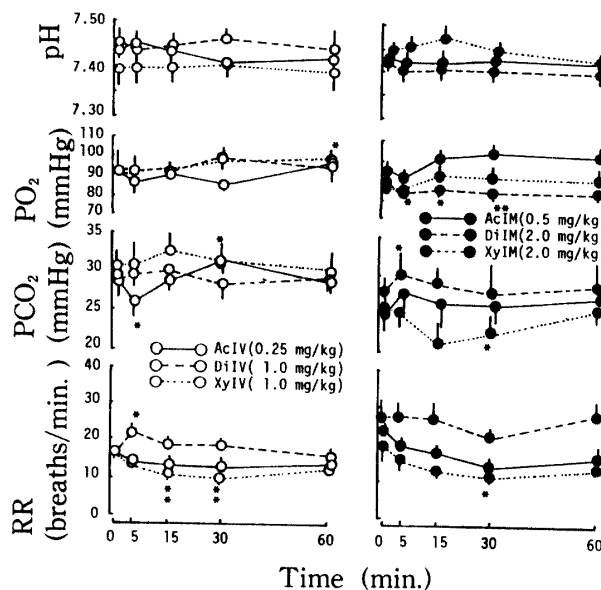 7.50
7.40
7.30
pH
110
100
90
80
70
PO2
(mmHg)
*
* * **
AcIM(0.5 mg/kg
DiIM(2.0 mg/kg
XyIM(2.0 mg/kg
35
30
25
20
PCO2
(mmHg)
*
*
*
*
AcIV(0.25 mg/kg)
DiIV( 1.0 mg/kg)
XyIV( 1.0 mg/kg)
40
30
20
10
0
RR
(breaths/min.)
*
*
*
*
*
*
0 5 15 30 60
0 5 15 30 60
Time (min.)